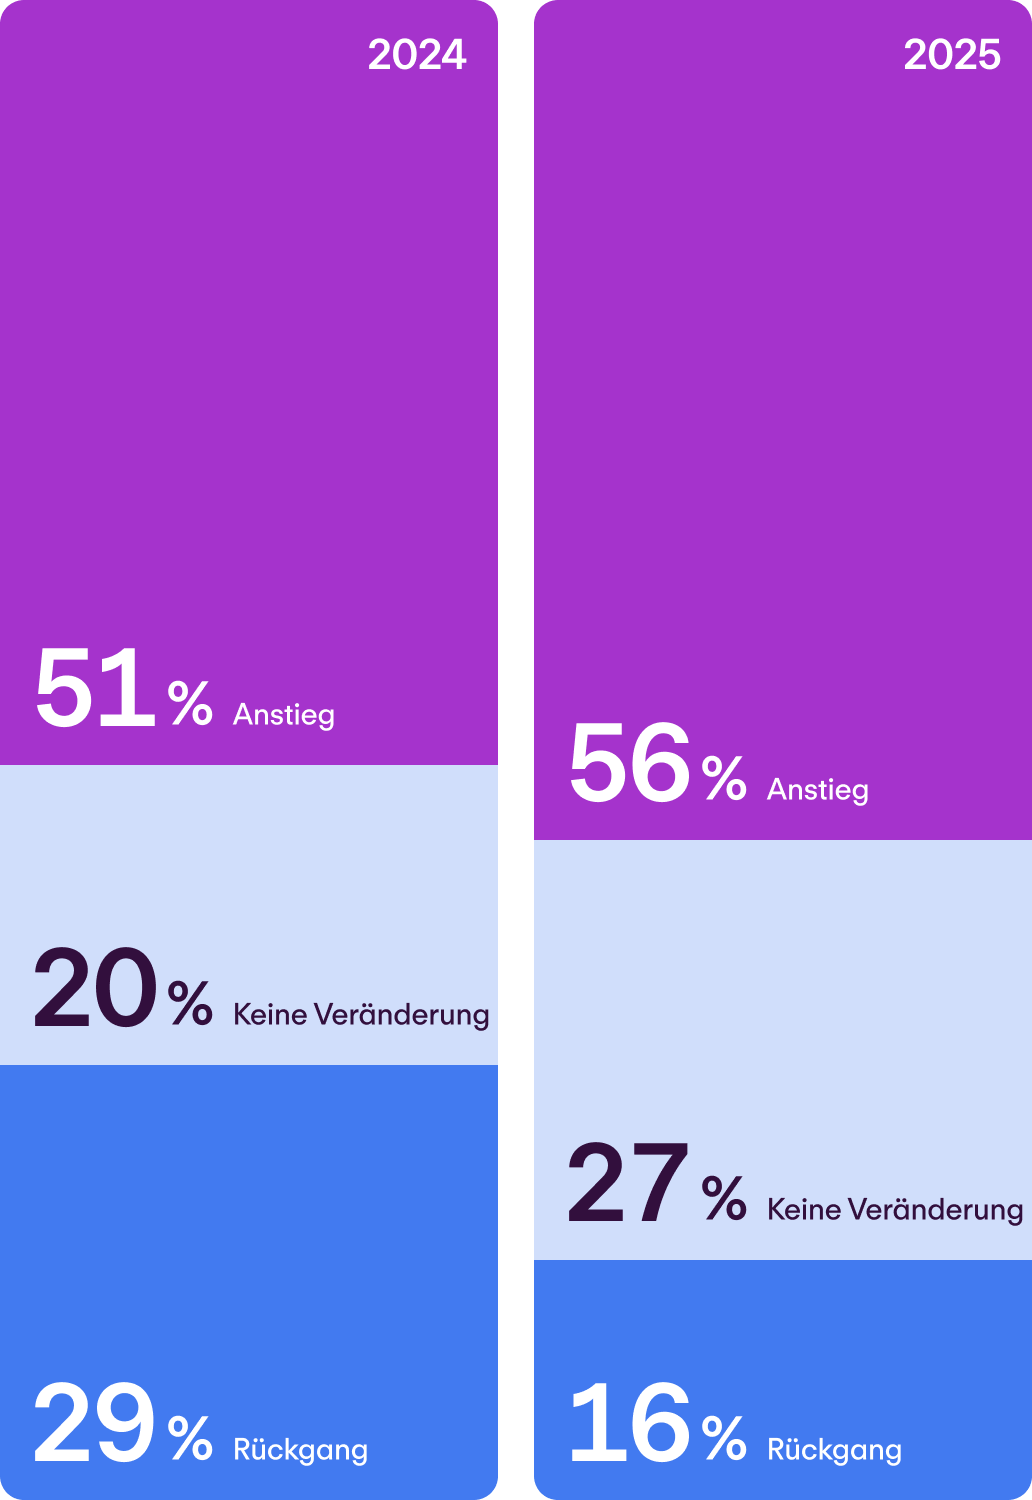 2024
51% Anstieg
20% Keine Veränderung
29% Rückgang
2025
56% Anstieg
27% Keine Veränderung
16% Rückgang